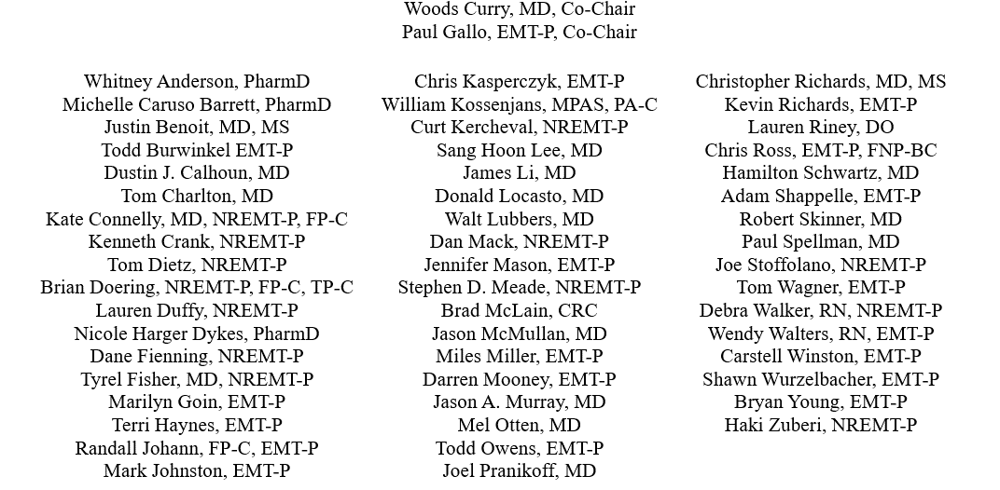 Woods Curry, MD, Co-Chair
Paul Gallo, EMT-P, Co-Chair
Whitney Anderson, PharmD
Michelle Caruso Barrett, PharmD
Justin Benoit, MD, MS
Todd Burwinkel EMT-P
Dustin J. Calhoun, MD
Tom Charlton, MD
Kate Connelly, MD, NREMT-P, FP-C
Kenneth Crank, NREMT-P
Tom Dietz, NREMT-P
Brian Doering, NREMT-P, FP-C, TP-C
Lauren Duffy, NREMT-P
Nicole Harger Dykes, PharmD
Dane Fienning, NREMT-P
Tyrel Fisher, MD, NREMT-P
Marilyn Goin, EMT-P
Terri Haynes, EMT-P
Randall Johann, FP-C, EMT-P
Mark Johnston, EMT-P
Chris Kasperczyk, EMT-P
William Kossenjans, MPAS, PA-C
Curt Kercheval, NREMT-P
Sang Hoon Lee, MD
James Li, MD
Donald Locasto, MD
Walt Lubbers, MD
Dan Mack, NREMT-P
Jennifer Mason, EMT-P
Stephen D. Meade, NREMT-P
Brad McLain, CRC
Jason McMullan, MD
Miles Miller, EMT-P
Darren Mooney, EMT-P
Jason A. Murray, MD
Mel Otten, MD
Todd Owens, EMT-P
Joel Pranikoff, MD
Christopher Richards, MD, MS
Kevin Richards, EMT-P
Lauren Riney, DO
Chris Ross, EMT-P, FNP-BC
Hamilton Schwartz, MD
Adam Shappelle, EMT-P
Robert Skinner, MD
Paul Spellman, MD
Joe Stoffolano, NREMT-P
Tom Wagner, EMT-P
Debra Walker, RN, NREMT-P
Wendy Walters, RN, EMT-P
Carstell Winston, EMT-P
Shawn Wurzelbacher, EMT-P
Bryan Young, EMT-P
Haki Zuberi, NREMT-P